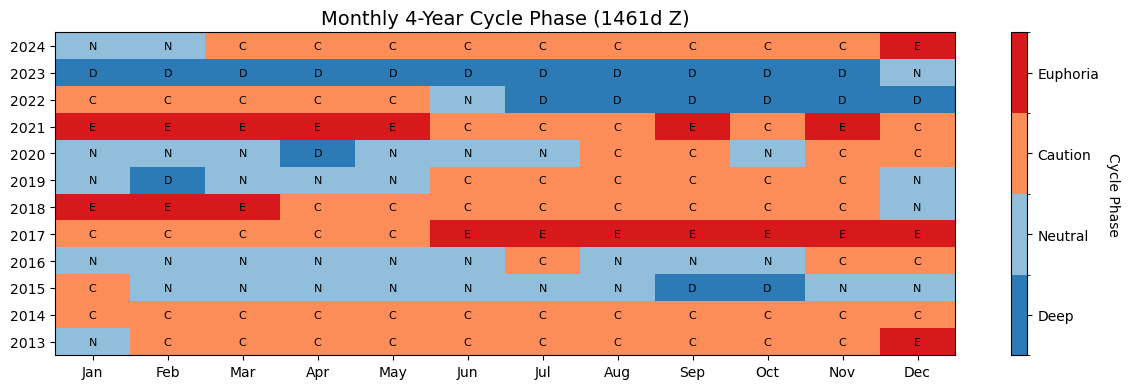 Monthly 4-Year Cycle Phase (1461d Z)
2024 N N C C C C C C C C C E
2023 D D D D D D D D D D D N
2022 C C C C C N D D D D D D
2021 E E E E E C C C E C E C
2020 N N N D N N N C C N C C
2019 N D N N N C C C C C C N
2018 E E E C C C C C C C C N
2017 C C C C C E E E E E E E
2016 N N N N N N C N N N C C
2015 C N N N N N N N D D N N
2014 C C C C C C C C C C C C
2013 N C C C C C C C C C C E
Jan Feb Mar Apr May Jun Jul Aug Sep Oct Nov Dec
Euphoria
Caution
Neutral
Deep
Cycle Phase